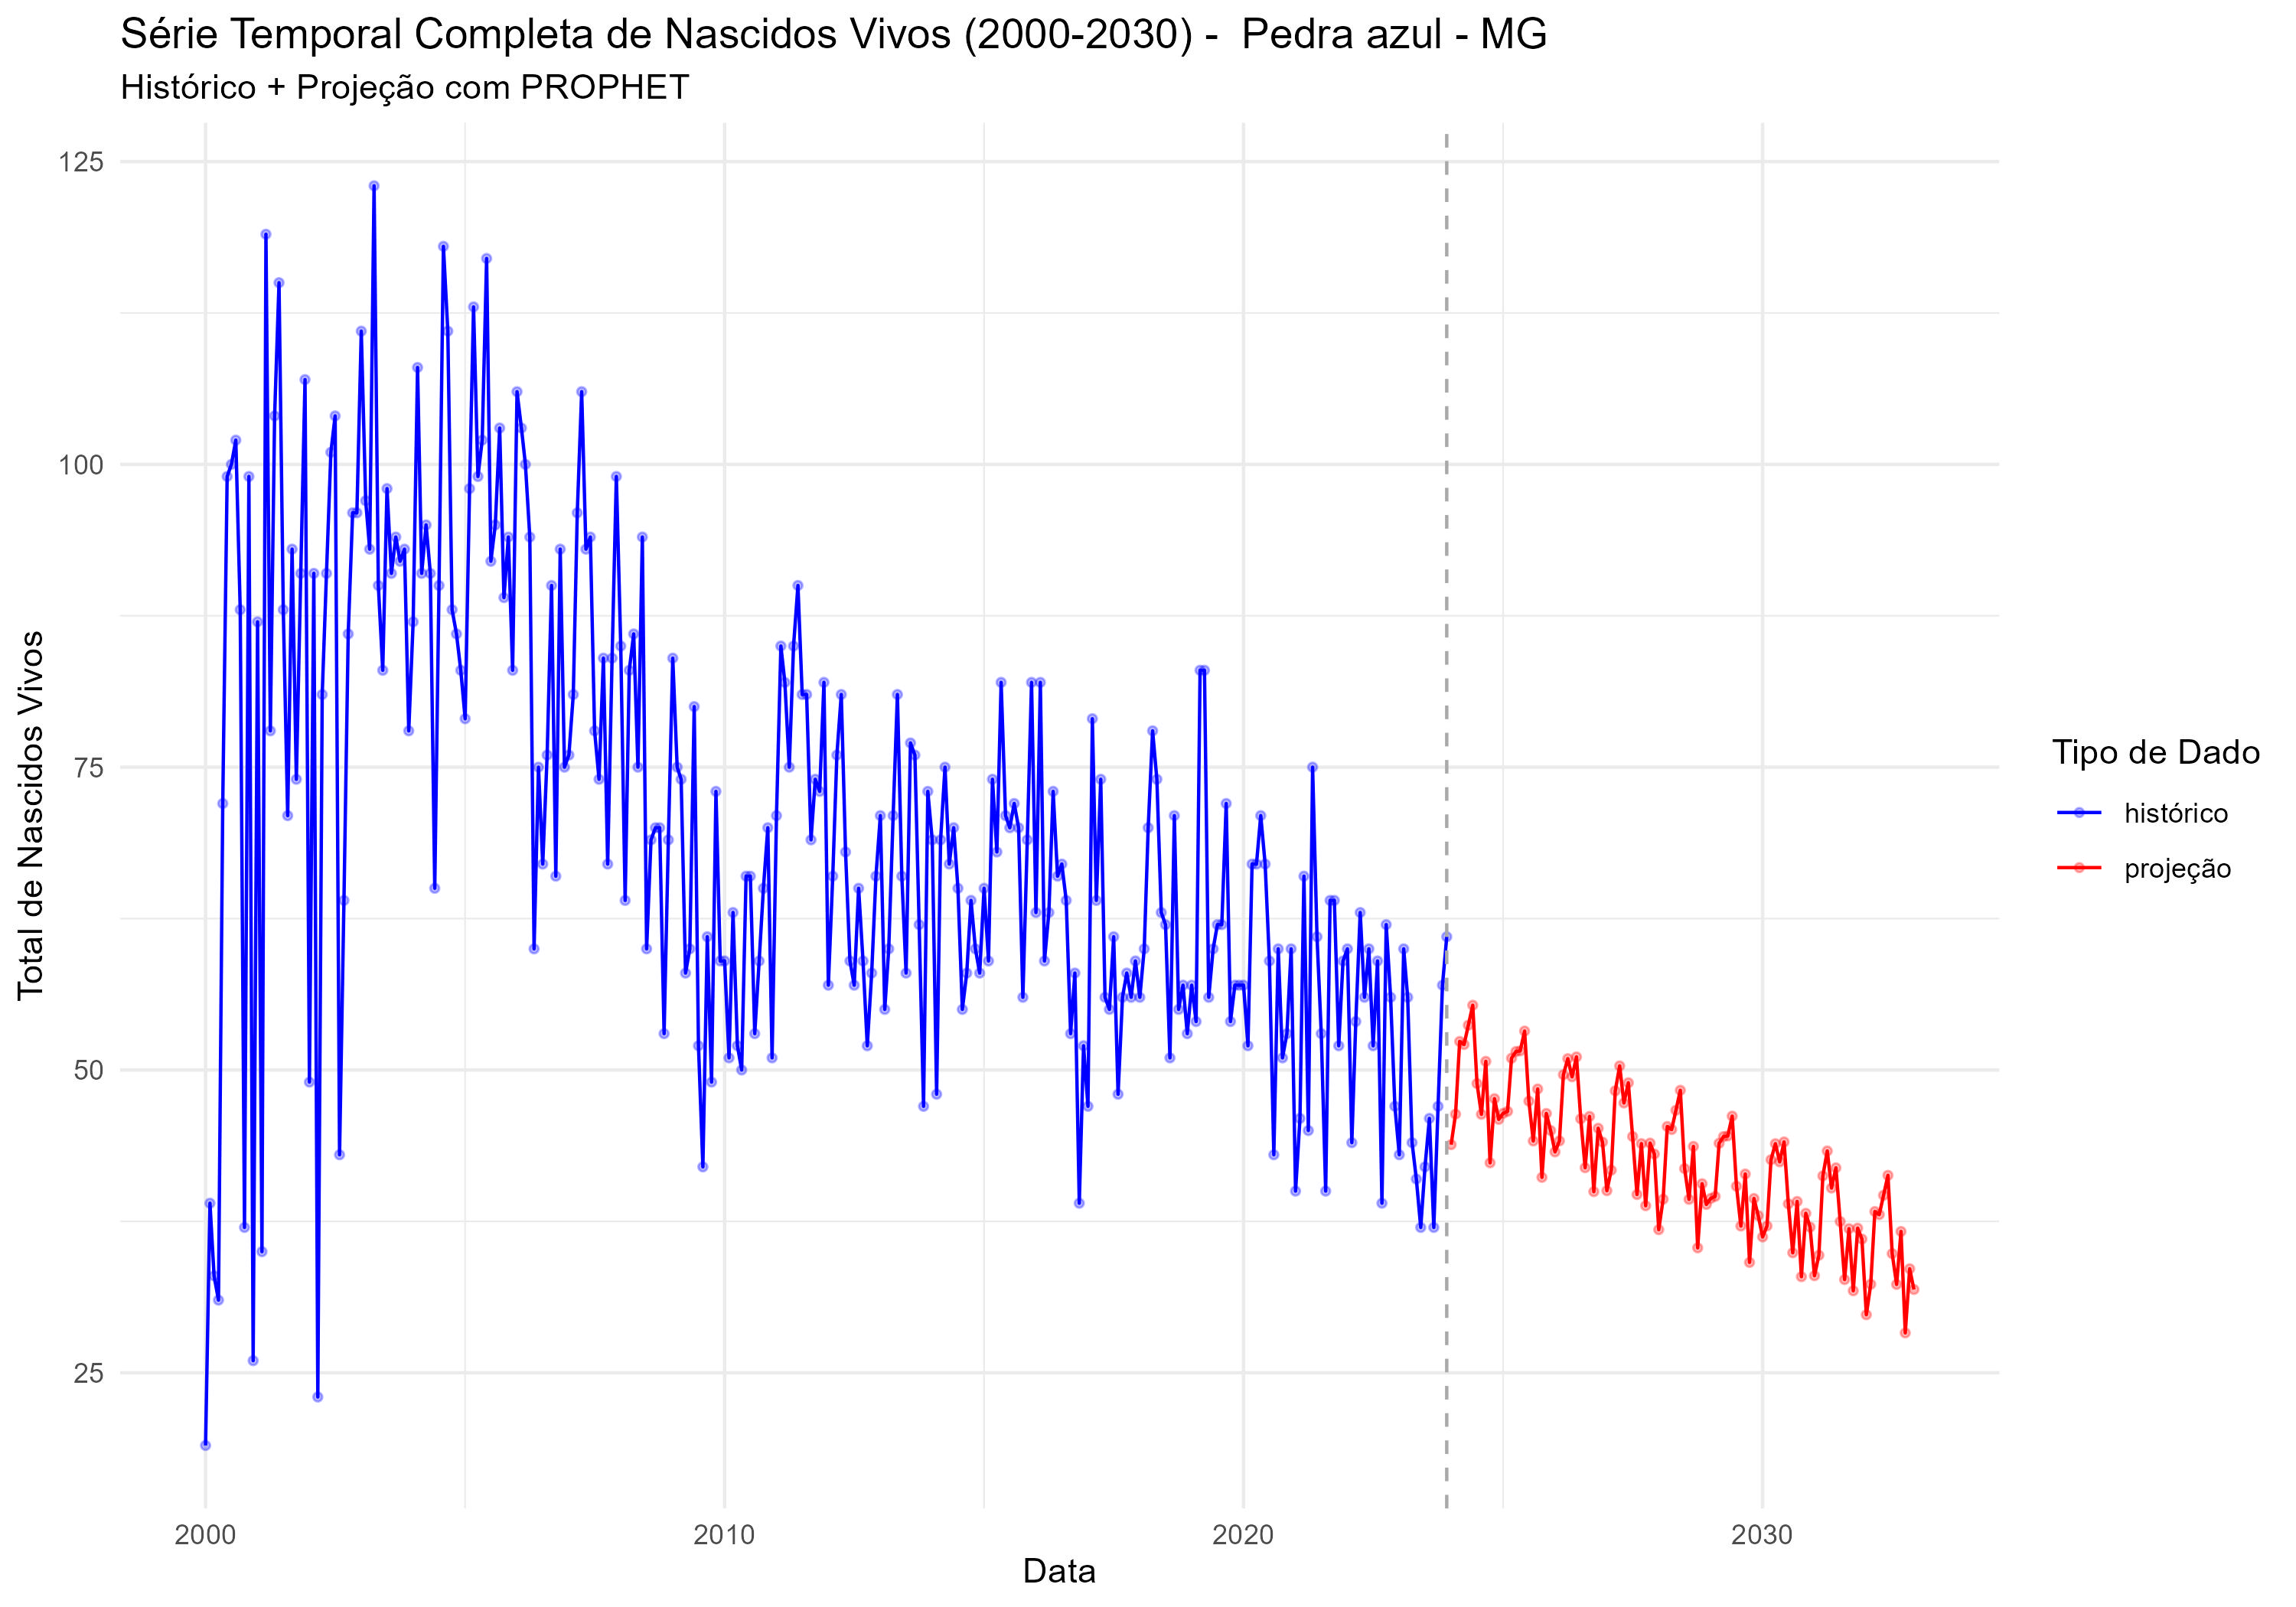 Série Temporal Completa de Nascidos Vivos (2000-2030) -  Pedra azul - MG
Histórico + Projeção com PROPHET
Total de Nascidos Vivos
125
100
75
50
25
2000
2010
2020
2030
Data
Tipo de Dado
histórico
projeção